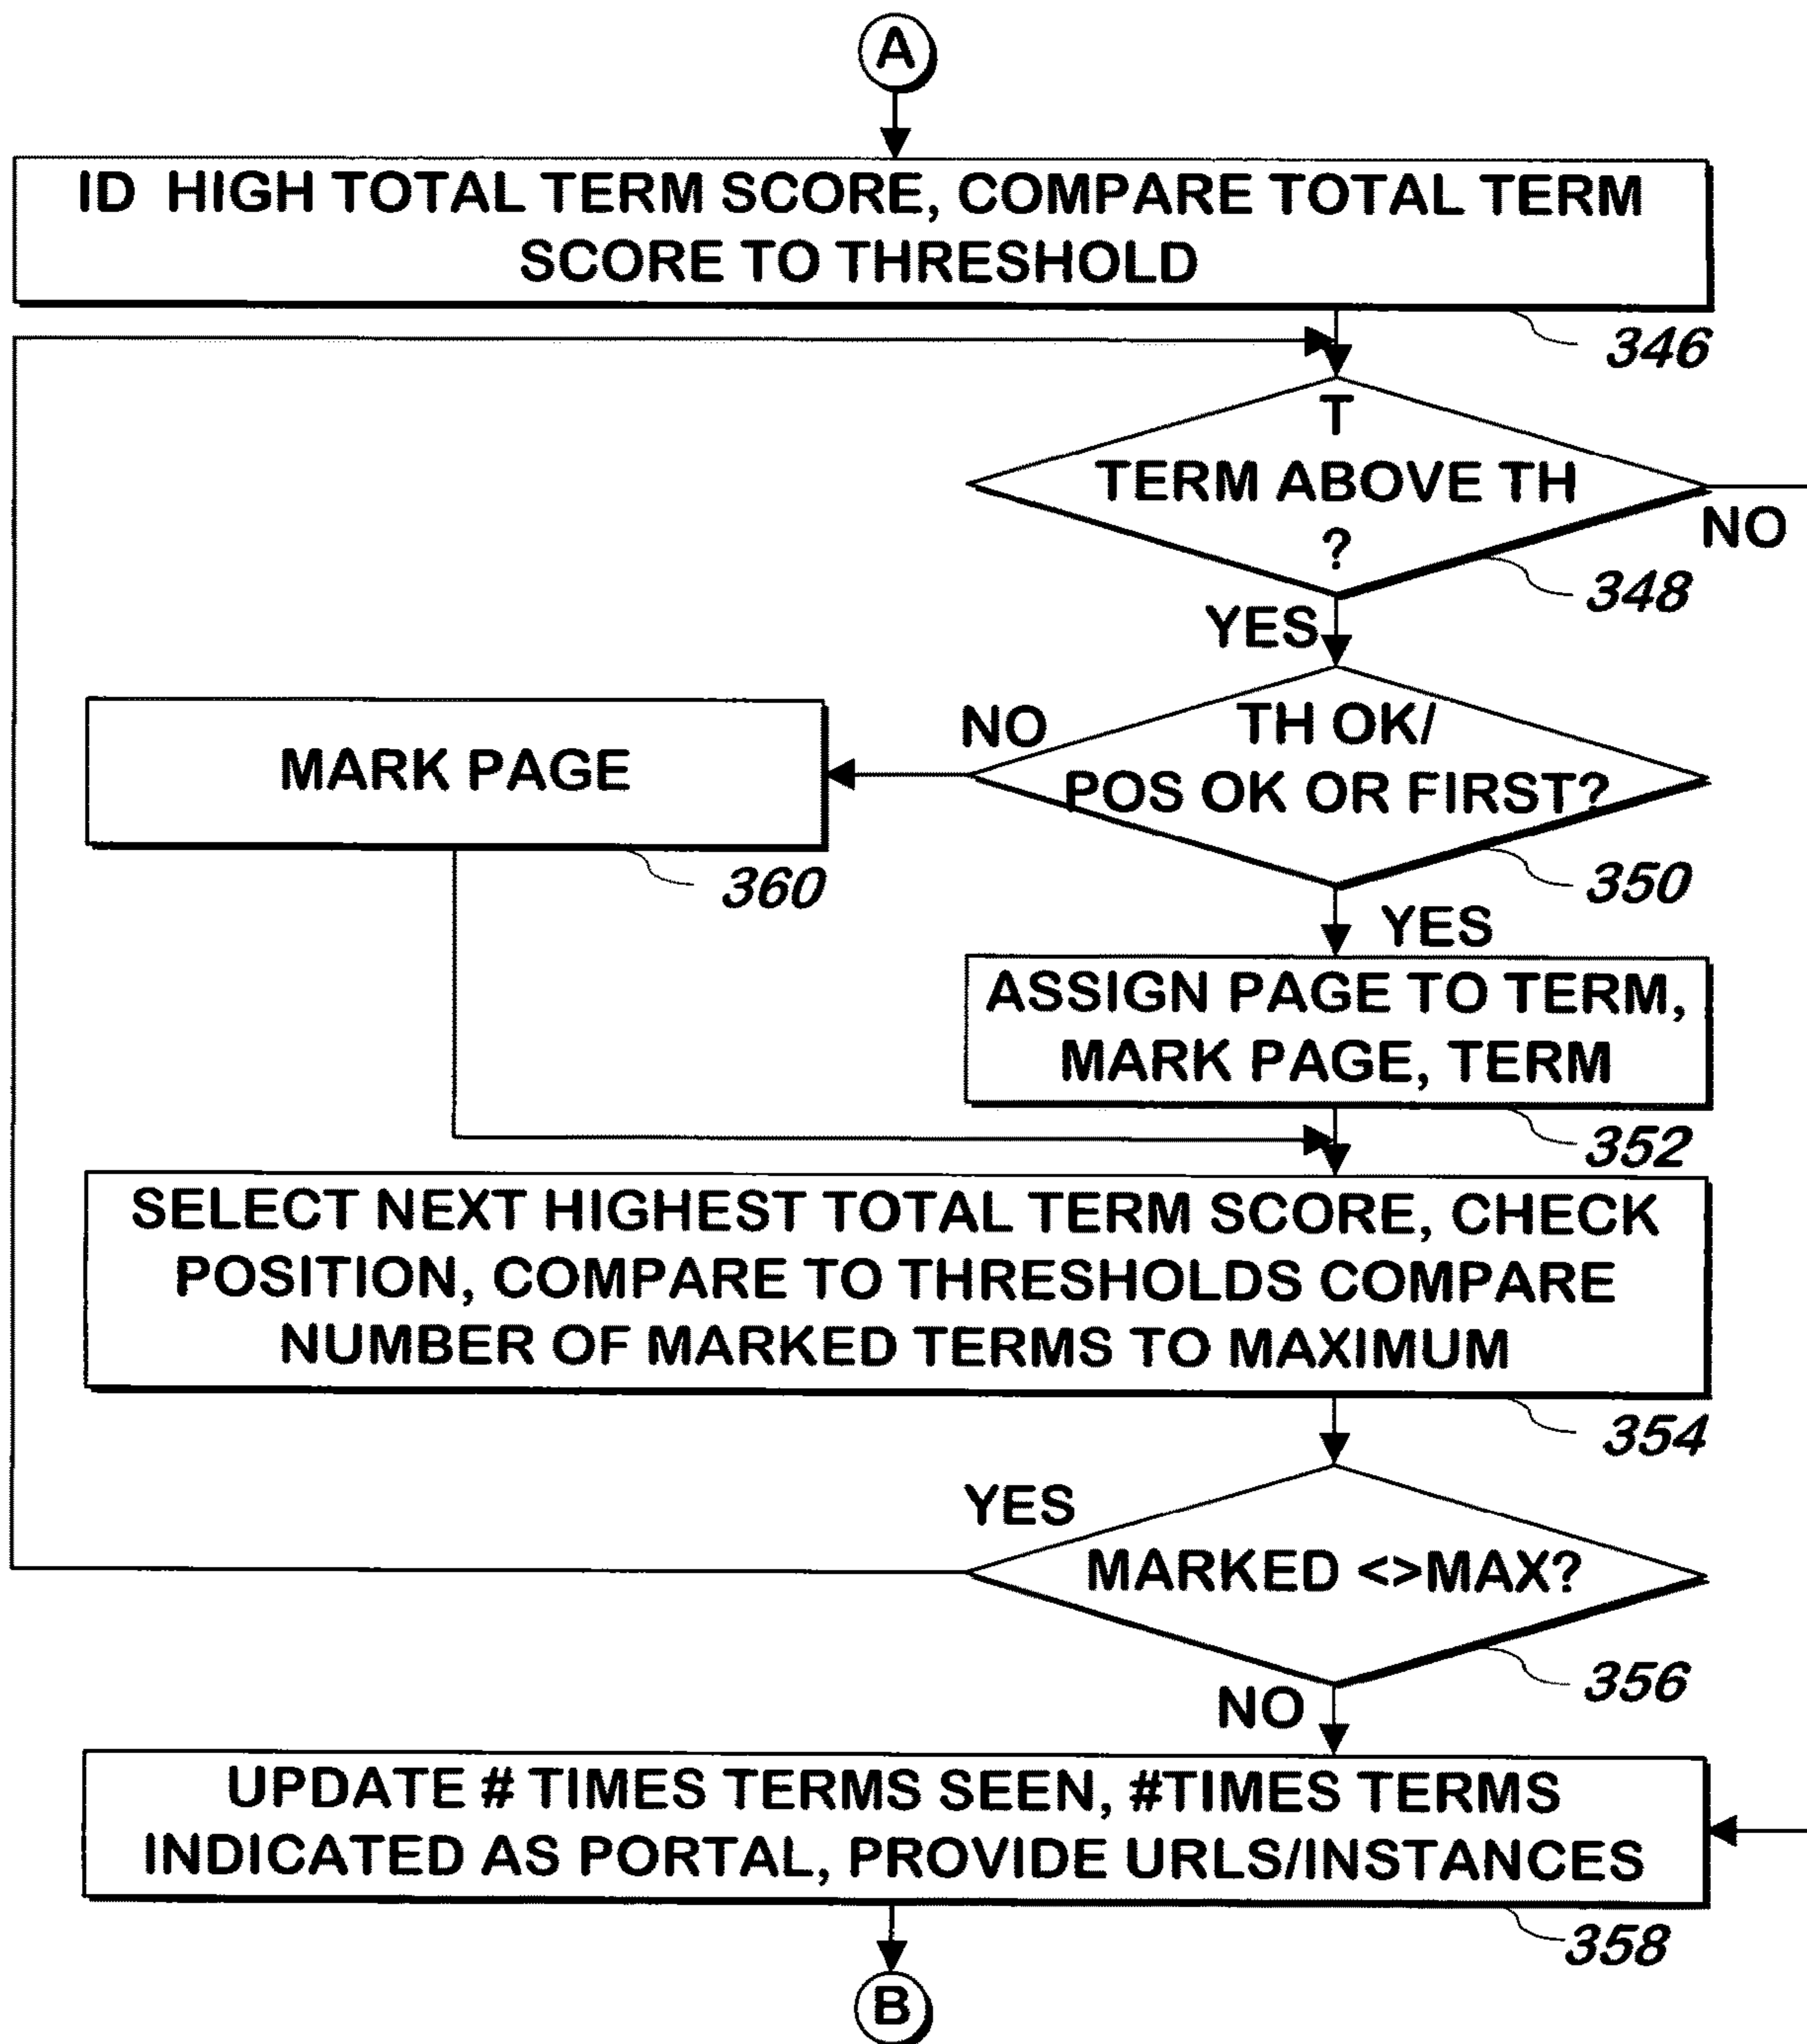 A
ID HIGH TOTAL TERM SCORE, COMPARE TOTAL TERM
SCORE TO THRESHOLD
346
T
TERM ABOVE TH
?
NO
348
YES
TH OK/
POS OK OR FIRST?
NO
MARK PAGE
360
350
YES
ASSIGN PAGE TO TERM,
MARK PAGE, TERM
352
SELECT NEXT HIGHEST TOTAL TERM SCORE, CHECK
POSITION, COMPARE TO THRESHOLDS COMPARE
NUMBER OF MARKED TERMS TO MAXIMUM
354
YES
MARKED <>MAX?
356
NO
UPDATE # TIMES TERMS SEEN, #TIMES TERMS
INDICATED AS PORTAL, PROVIDE URLS/INSTANCES
358
B